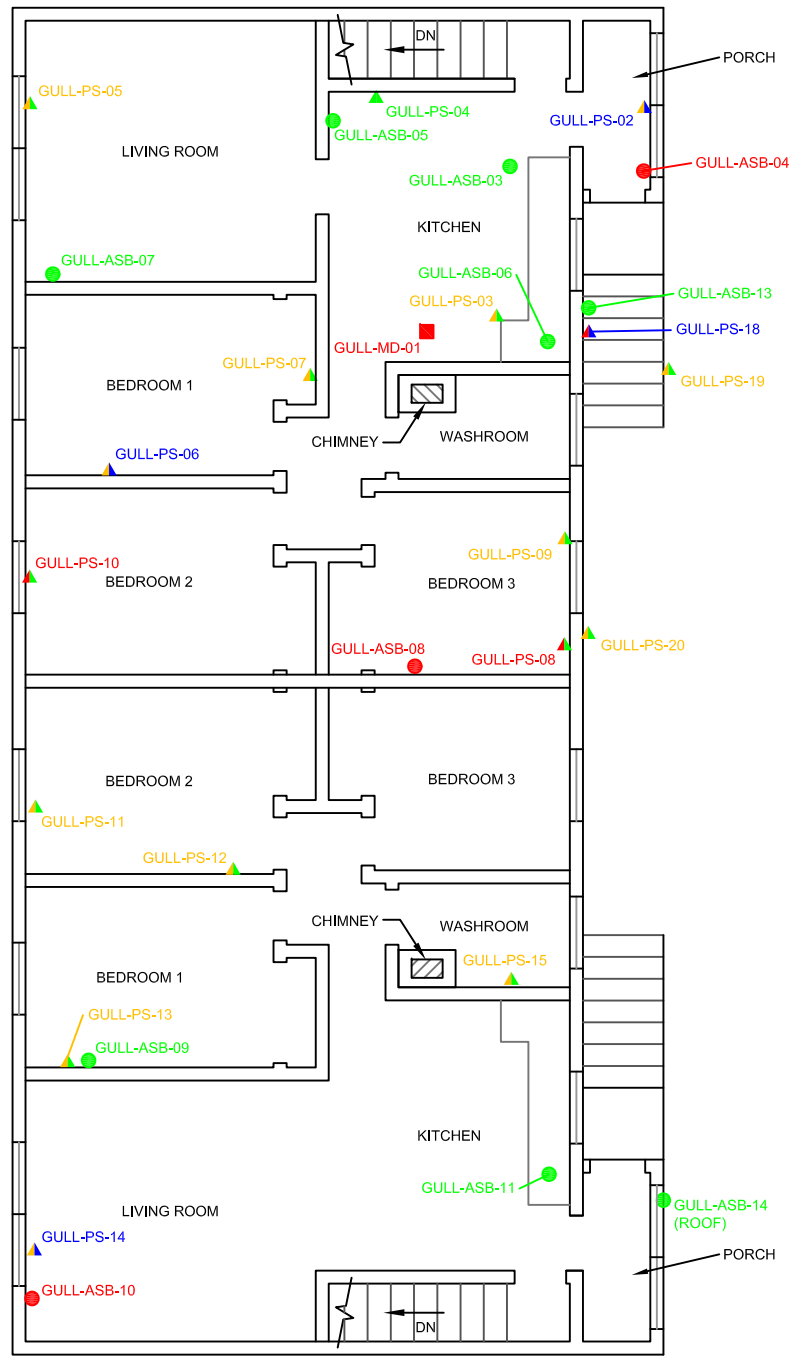 DN
PORCH
GULL-PS-05
GULL-PS-04
GULL-PS-02
GULL-ASB-05
LIVING ROOM
GULL-ASB-04
GULL-ASB-03
KITCHEN
GULL-ASB-07
GULL-ASB-06
GULL-ASB-13
GULL-PS-03
GULL-PS-18
GULL-MD-01
GULL-PS-07
GULL-PS-19
BEDROOM 1
CHIMNEY
WASHROOM
GULL-PS-06
GULL-PS-09
GULL-PS-10
BEDROOM 2
BEDROOM 3
GULL-ASB-08
GULL-PS-08
GULL-PS-20
BEDROOM 2
BEDROOM 3
GULL-PS-11
GULL-PS-12
CHIMNEY
WASHROOM
BEDROOM 1
GULL-PS-15
GULL-PS-13
GULL-ASB-09
KITCHEN
GULL-ASB-11
LIVING ROOM
GULL-ASB-14
(ROOF)
GULL-PS-14
PORCH
GULL-ASB-10
DN